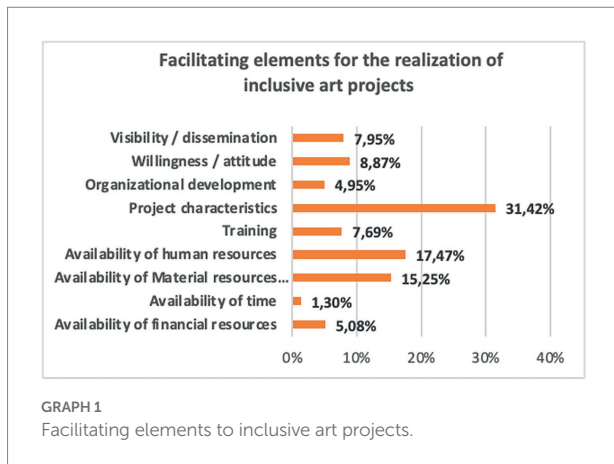 Facilitating elements for the realization of
inclusive art projects
Visibility / dissemination 7,95%
Willingness / attitude 8,87%
Organizational development 4,95%
Project characteristics 31,42%
Training 7,69%
Availability of human resources 17,47%
Availability of Material resources... 15,25%
Availability of time 1,30%
Availability of financial resources 5,08%
0% 10% 20% 30% 40%
GRAPH 1
Facilitating elements to inclusive art projects.